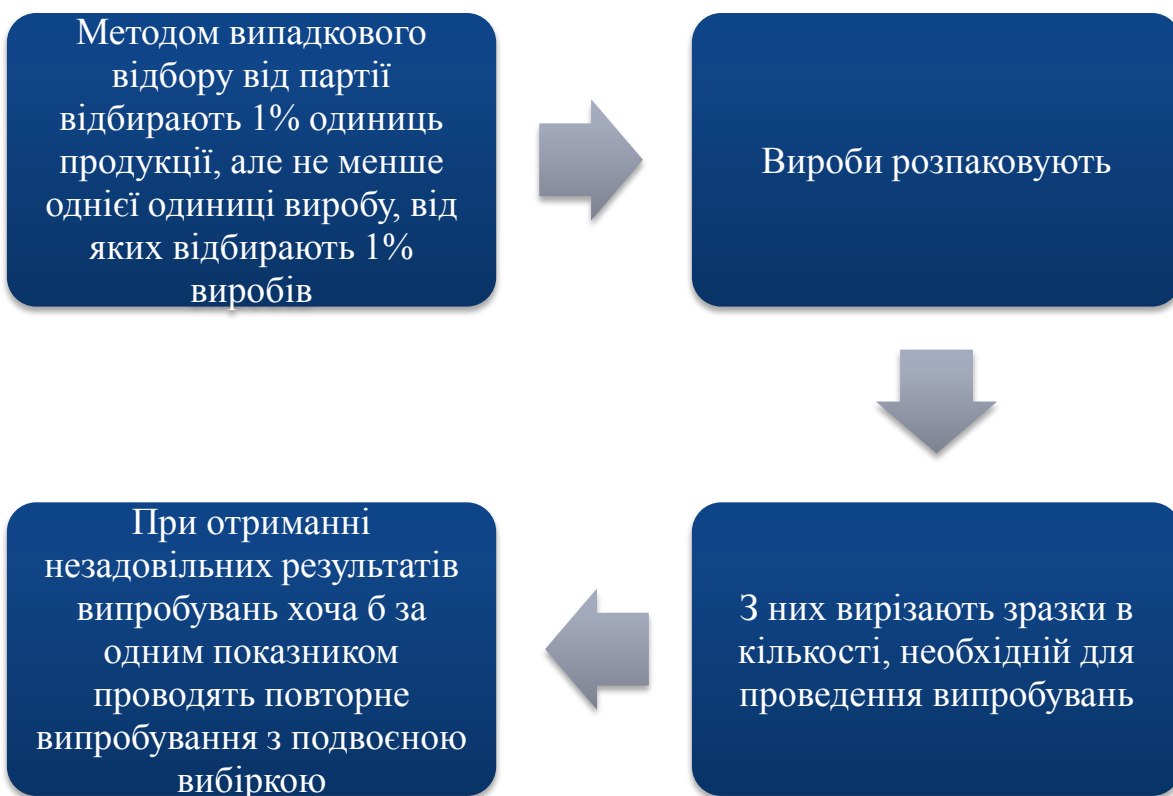 Методом випадкового
відбору від партії
відбирають 1% одиниць
продукції, але не менше
однієї одиниці виробу, від
яких відбирають 1%
виробів
Вироби розпаковують
З них вирізають зразки в
кількості, необхідній для
проведення випробувань
При отриманні
незадовільних результатів
випробувань хоча б за
одним показником
проводять повторне
випробування з подвоєною
вибіркою